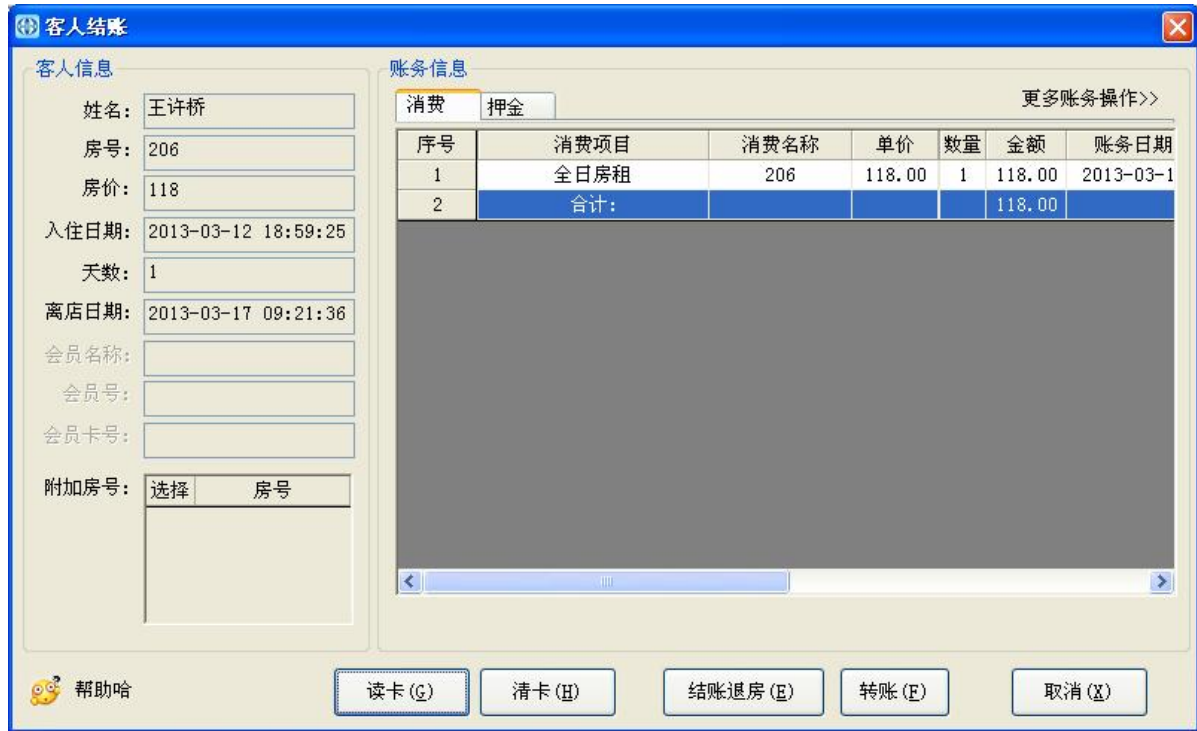 客人结账
客人信息
姓名: 王许桥
房号: 206
房价: 118
入住日期: 2013-03-12 18:59:25
天数: 1
离店日期: 2013-03-17 09:21:36
会员名称:
会员号:
会员卡号:
附加房号: 选择 房号
账务信息
消费 押金 更多账务操作>>
序号 消费项目 消费名称 单价 数量 金额 账务日期
1 全日房租 206 118.00 1 118.00 2013-03-1
2 合计: 118.00
帮助哈 读卡(G) 清卡(H) 结账退房(E) 转账(F) 取消(X)